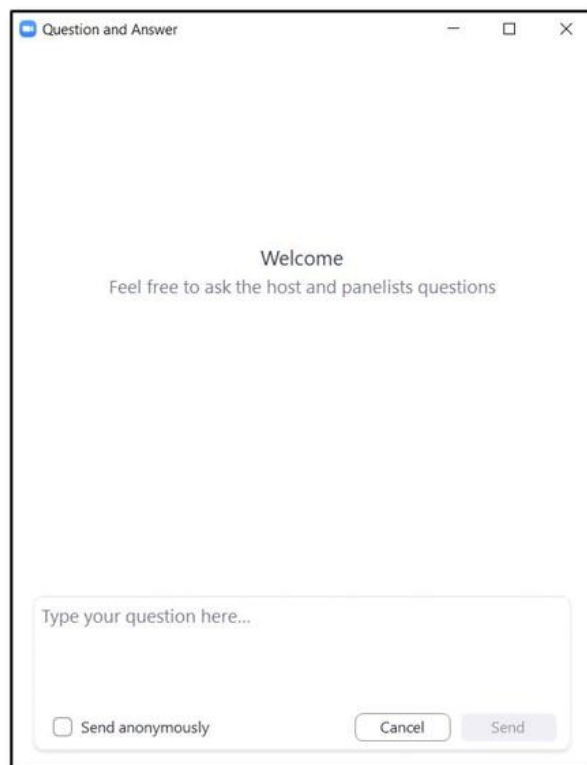 Question and Answer
Welcome
Feel free to ask the host and panelists questions
Type your question here...
Send anonymously
Cancel
Send